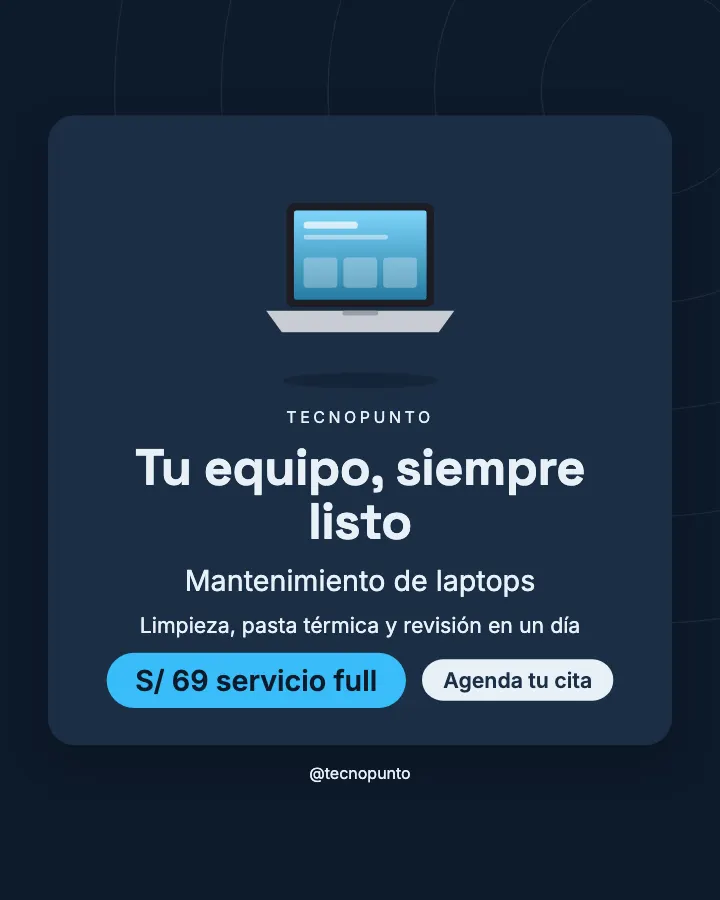 TECNOPUNTO
Tu equipo, siempre
listo
Mantenimiento de laptops
Limpieza, pasta térmica y revisión en un día
S/ 69 servicio full
Agenda tu cita
@tecnopunto